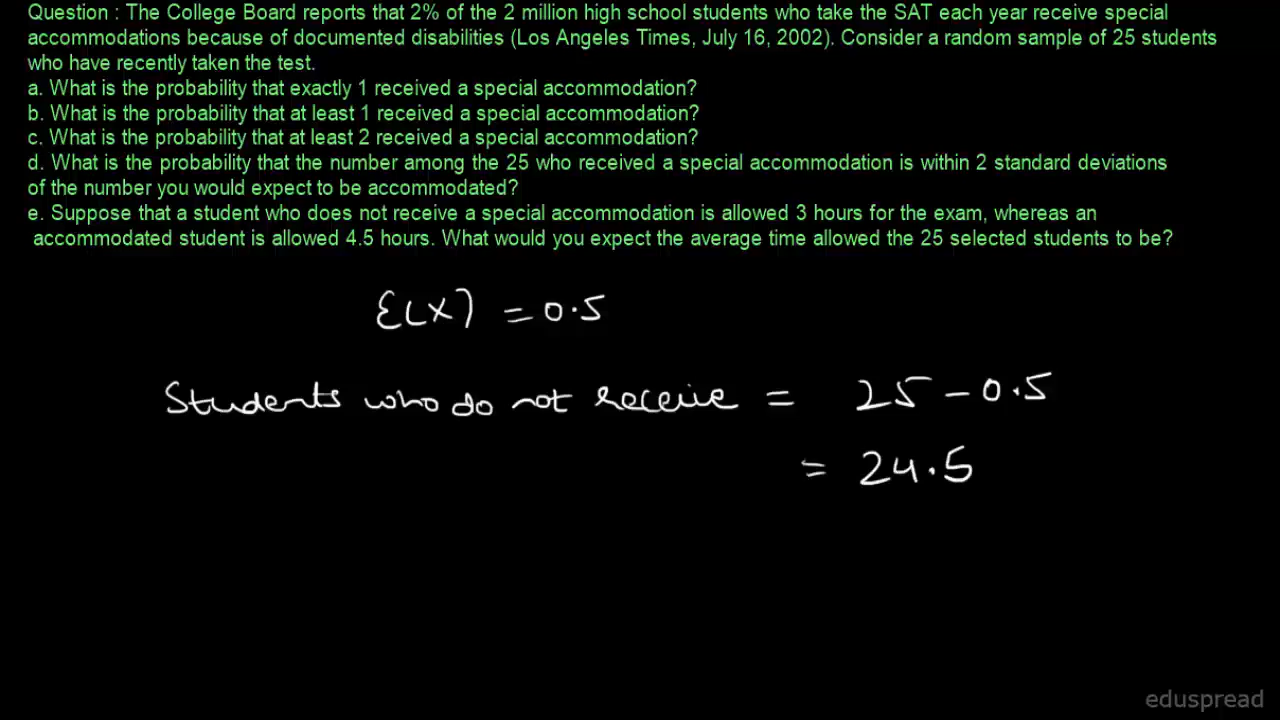 Question : The College Board reports that 2% of the 2 million high school students who take the SAT each year receive special
accommodations because of documented disabilities (Los Angeles Times, July 16, 2002). Consider a random sample of 25 students
who have recently taken the test.
a. What is the probability that exactly 1 received a special accommodation?
b. What is the probability that at least 1 received a special accommodation?
c. What is the probability that at least 2 received a special accommodation?
d. What is the probability that the number among the 25 who received a special accommodation is within 2 standard deviations
of the number you would expect to be accommodated?
e. Suppose that a student who does not receive a special accommodation is allowed 3 hours for the exam, whereas an
accommodated student is allowed 4.5 hours. What would you expect the average time allowed the 25 selected students to be?
E(X) = 0.5
Students who do not receive = 25 - 0.5
= 24.5
eduspread